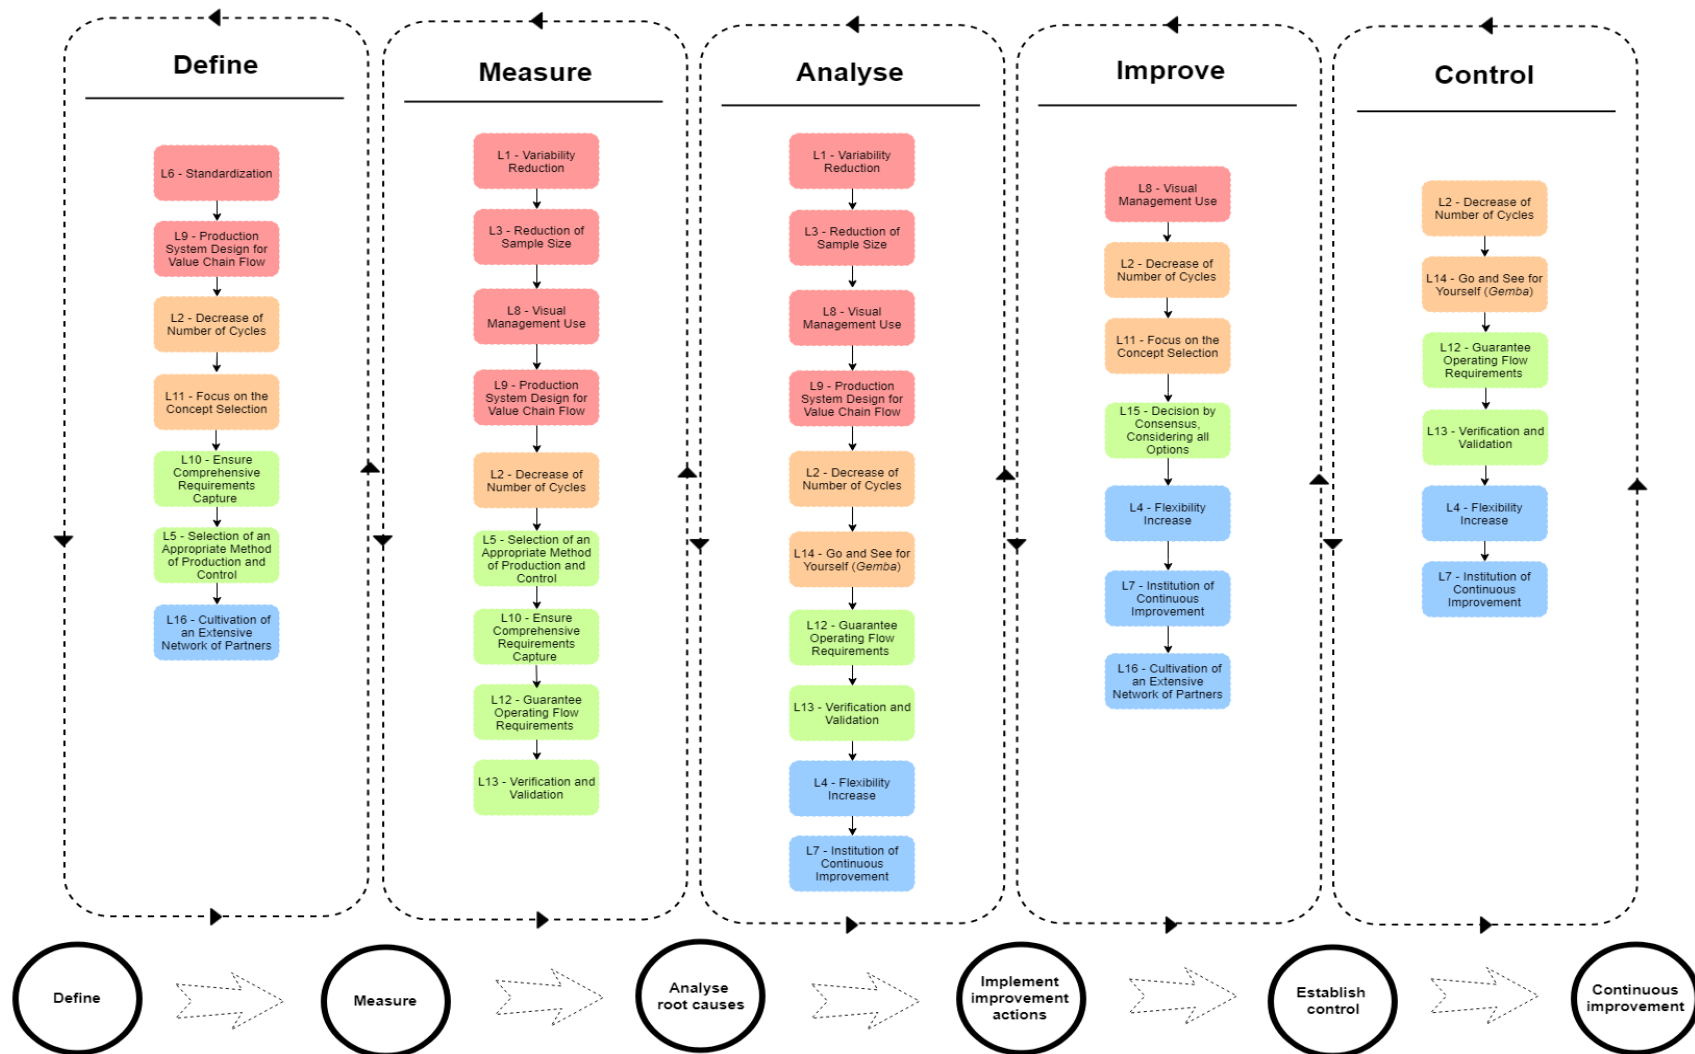 Define
L6 - Standardization
L9 - Production
System Design for
Value Chain Flow
L2 - Decrease of
Number of Cycles
L11 - Focus on the
Concept Selection
L10 - Ensure
Comprehensive
Requirements
Capture
L5 - Selection of an
Appropriate Method
of Production and
Control
L16 - Cultivation of
an Extensive
Network of Partners
Measure
L1 - Variability
Reduction
L3 - Reduction of
Sample Size
L8 - Visual
Management Use
L9 - Production
System Design for
Value Chain Flow
L2 - Decrease of
Number of Cycles
L5 - Selection of an
Appropriate Method
of Production and
Control
L10 - Ensure
Comprehensive
Requirements
Capture
L12 - Guarantee
Operating Flow
Requirements
L13 - Verification and
Validation
Analyse
L1 - Variability
Reduction
L3 - Reduction of
Sample Size
L8 - Visual
Management Use
L9 - Production
System Design for
Value Chain Flow
L2 - Decrease of
Number of Cycles
L14 - Go and See for
Yourself (Gemba)
L12 - Guarantee
Operating Flow
Requirements
L13 - Verification and
Validation
L4 - Flexibility
Increase
L7 - Institution of
Continuous
Improvement
Improve
L8 - Visual
Management Use
L2 - Decrease of
Number of Cycles
L11 - Focus on the
Concept Selection
L15 - Decision by
Consensus,
Considering all
Options
L4 - Flexibility
Increase
L7 - Institution of
Continuous
Improvement
L16 - Cultivation of
an Extensive
Network of Partners
Control
L2 - Decrease of
Number of Cycles
L14 - Go and See for
Yourself (Gemba)
L12 - Guarantee
Operating Flow
Requirements
L13 - Verification and
Validation
L4 - Flexibility
Increase
L7 - Institution of
Continuous
Improvement
Define
Measure
Analyse
root causes
Implement
improvement
actions
Establish
control
Continuous
improvement